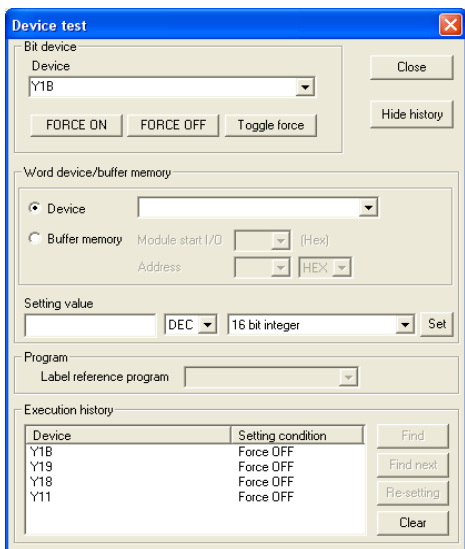 Device test
Bit device
Device
Y1B
Close
FORCE ON FORCE OFF Toggle force
Hide history
Word device/buffer memory
Device
Buffer memory Module start I/O (Hex)
Address HEX
Setting value
DEC 16 bit integer Set
Program
Label reference program
Execution history
Device Setting condition
Y1B Force OFF
Y19 Force OFF
Y18 Force OFF
Y11 Force OFF
Find
Find next
Re-setting
Clear